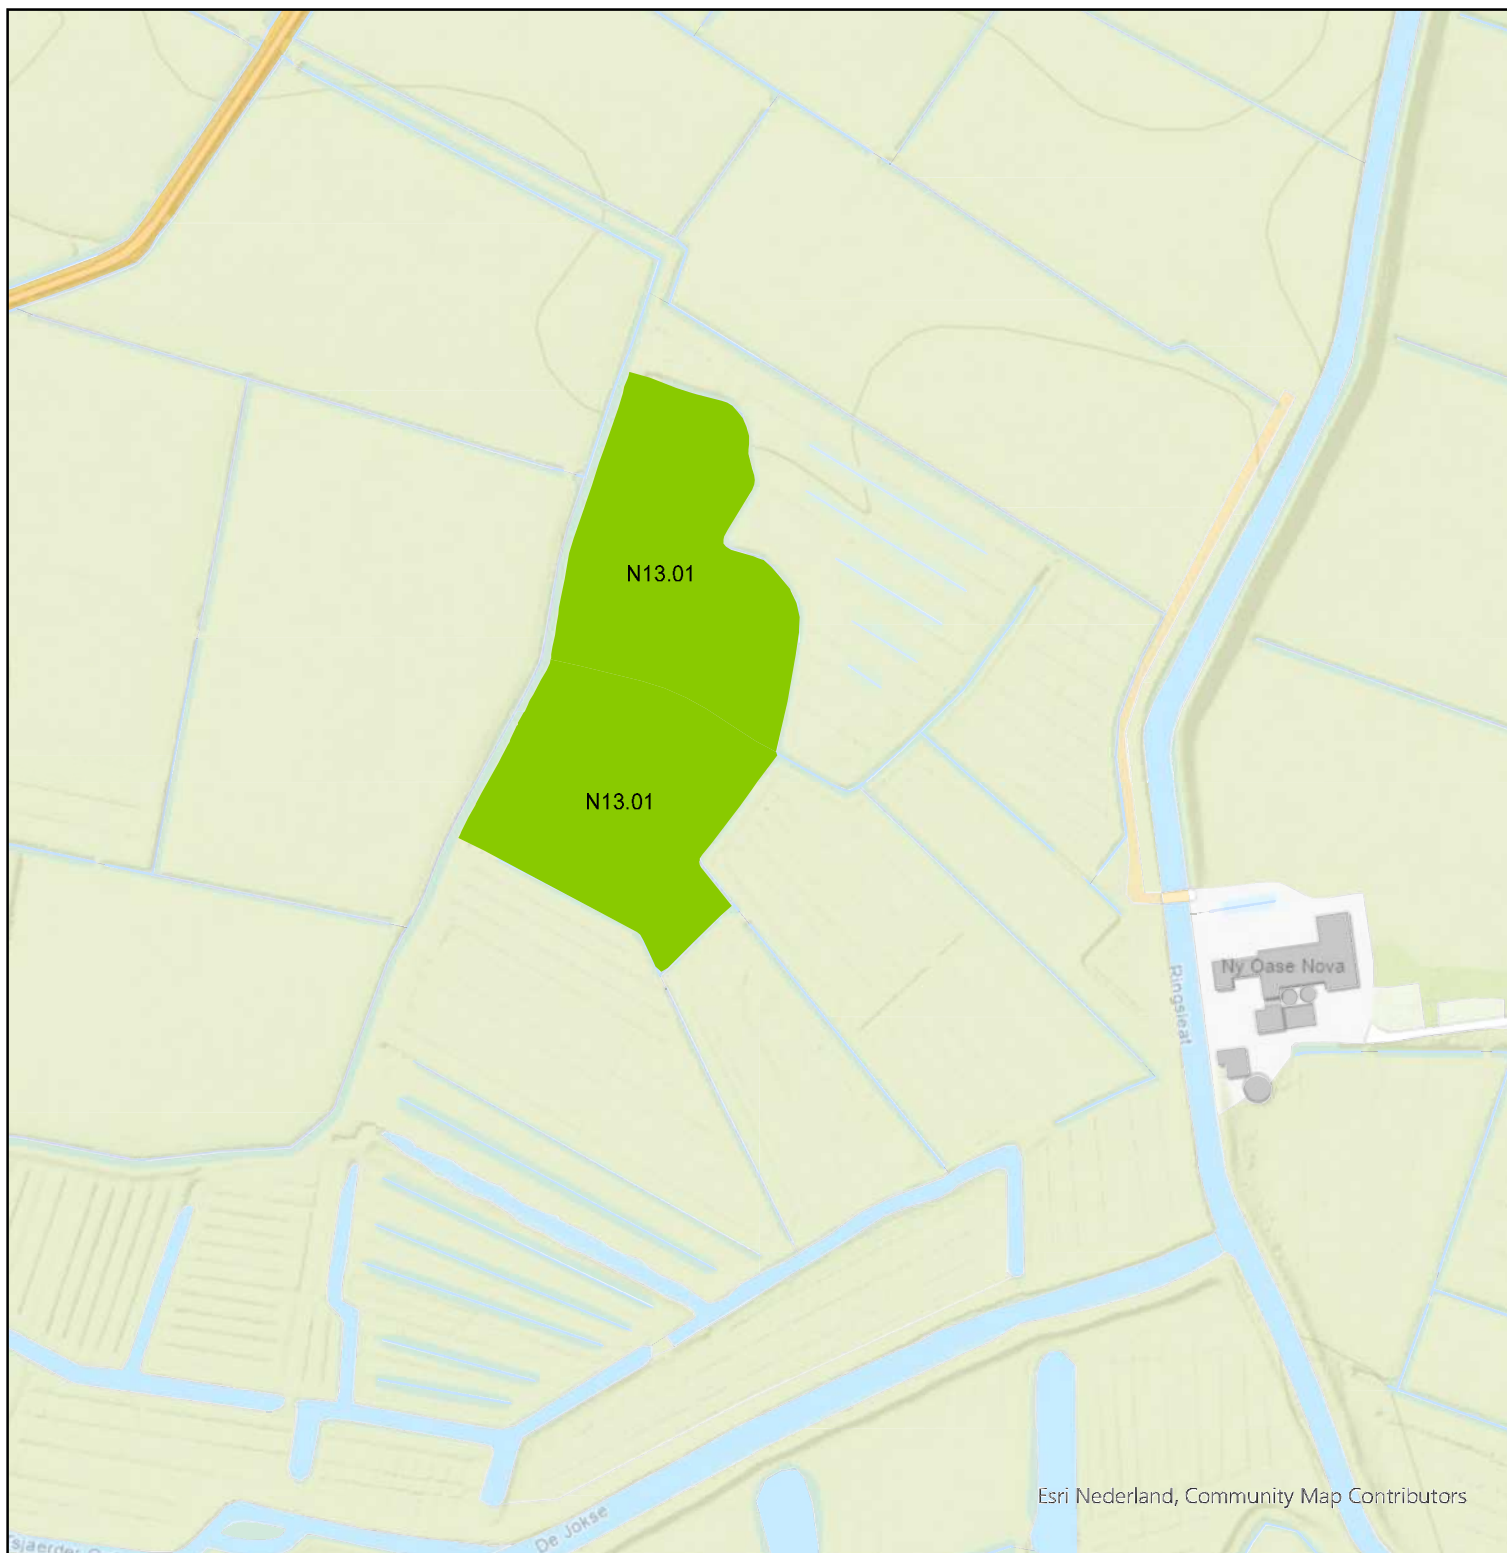 N13.01
N13.01
Ny Oase Nova
Ringsleat
Esri Nederland, Community Map Contributors
De Jokse